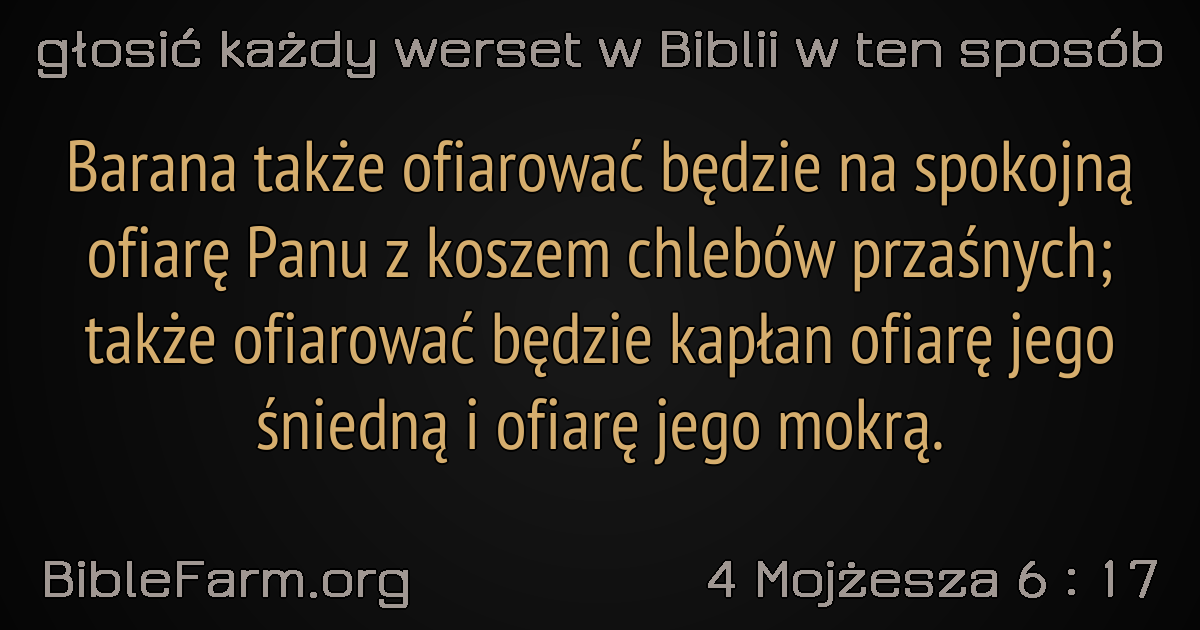 głosić każdy werset w Biblii w ten sposób
Barana także ofiarować będzie na spokojną
ofiarę Panu z koszem chlebów przaśnych;
także ofiarować będzie kapłan ofiarę jego
śniedną i ofiarę jego mokrą.
BibleFarm.org
4 Mojżesza 6 : 17